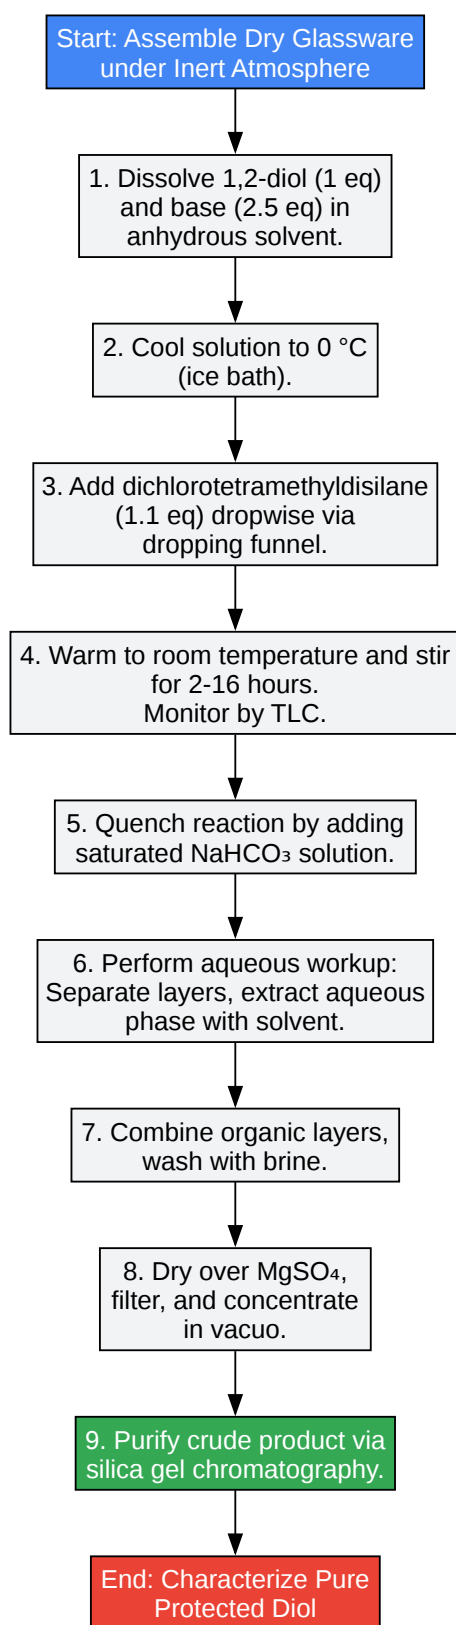 Start: Assemble Dry Glassware
under Inert Atmosphere
1. Dissolve 1,2-diol (1 eq)
and base (2.5 eq) in
anhydrous solvent.
2. Cool solution to 0 °C
(ice bath).
3. Add dichlorotetramethyldisilane
(1.1 eq) dropwise via
dropping funnel.
4. Warm to room temperature and stir
for 2-16 hours.
Monitor by TLC.
5. Quench reaction by adding
saturated NaHCO₃ solution.
6. Perform aqueous workup:
Separate layers, extract aqueous
phase with solvent.
7. Combine organic layers,
wash with brine.
8. Dry over MgSO₄,
filter, and concentrate
in vacuo.
9. Purify crude product via
silica gel chromatography.
End: Characterize Pure
Protected Diol